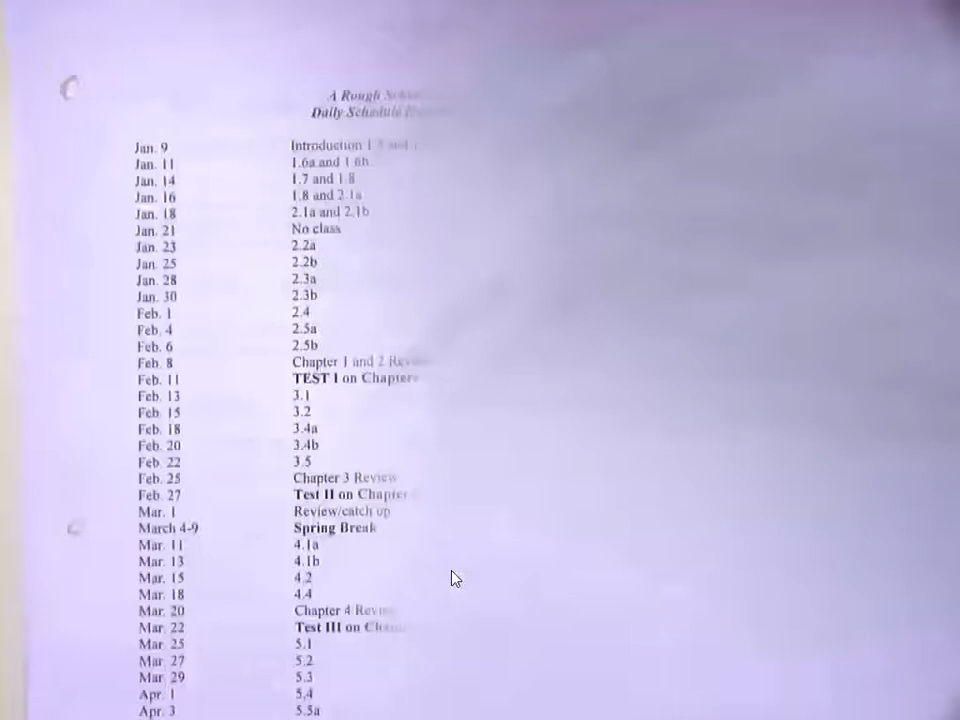 A Rough
Daily Schedule
Jan. 9 Introduction
Jan. 11 1.6a and 1.6b
Jan. 14 1.7 and 1.8
Jan. 16 1.8 and 2.1a
Jan. 18 2.1a and 2.1b
Jan. 21 No class
Jan. 23 2.2a
Jan. 25 2.2b
Jan. 28 2.3a
Jan. 30 2.3b
Feb. 1 2.4
Feb. 4 2.5a
Feb. 6 2.5b
Feb. 8 Chapter 1 and 2 Review
Feb. 11 TEST I on Chapters
Feb. 13 3.1
Feb. 15 3.2
Feb. 18 3.4a
Feb. 20 3.4b
Feb. 22 3.5
Feb. 25 Chapter 3 Review
Feb. 27 Test II on Chapter
Mar. 1 Review/catch up
March 4-9 Spring Break
Mar. 11 4.1a
Mar. 13 4.1b
Mar. 15 4.2
Mar. 18 4.4
Mar. 20 Chapter 4 Review
Mar. 22 Test III on
Mar. 25 5.1
Mar. 27 5.2
Mar. 29 5.3
Apr. 1 5.4
Apr. 3 5.5a